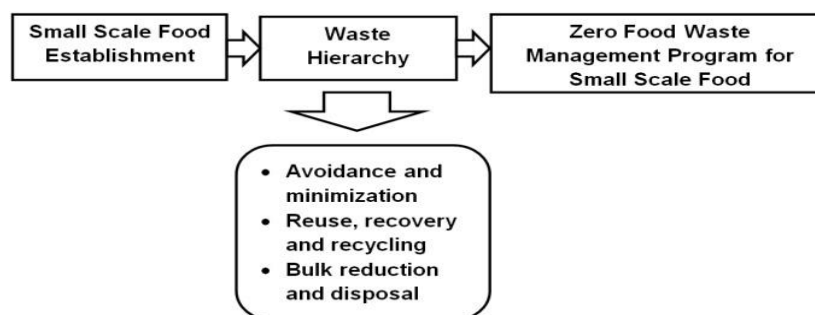 Small Scale Food
Establishment
Waste
Hierarchy
Zero Food Waste
Management Program for
Small Scale Food
• Avoidance and
minimization
• Reuse, recovery
and recycling
• Bulk reduction
and disposal